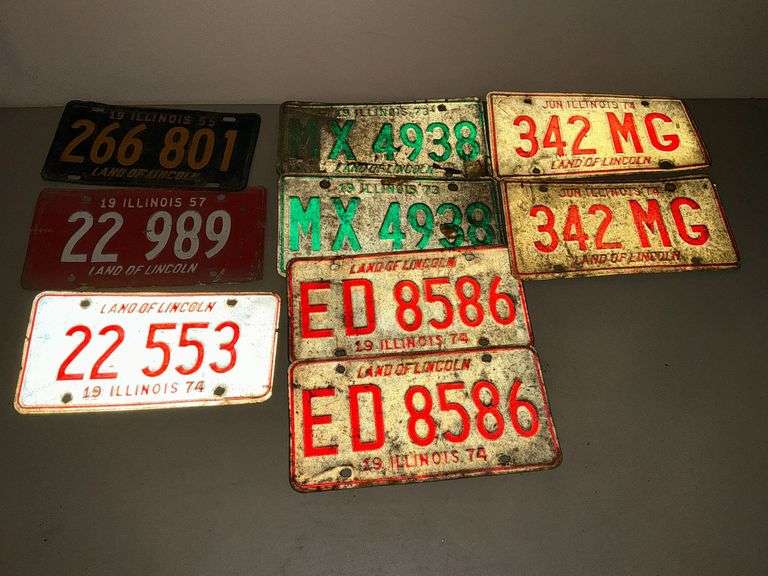 19 ILLINOIS 55
266 801
LAND OF LINCOLN
19 ILLINOIS 57
22 989
LAND OF LINCOLN
LAND OF LINCOLN
22 553
19 ILLINOIS 74
19 ILLINOIS 73
MX 4938
LAND OF LINCOLN
19 ILLINOIS 73
MX 4938
LAND OF LINCOLN
ED 8586
19 ILLINOIS 74
LAND OF LINCOLN
ED 8586
19 ILLINOIS 74
JUN ILLINOIS 74
342 MG
LAND OF LINCOLN
JUN ILLINOIS 74
342 MG
LAND OF LINCOLN